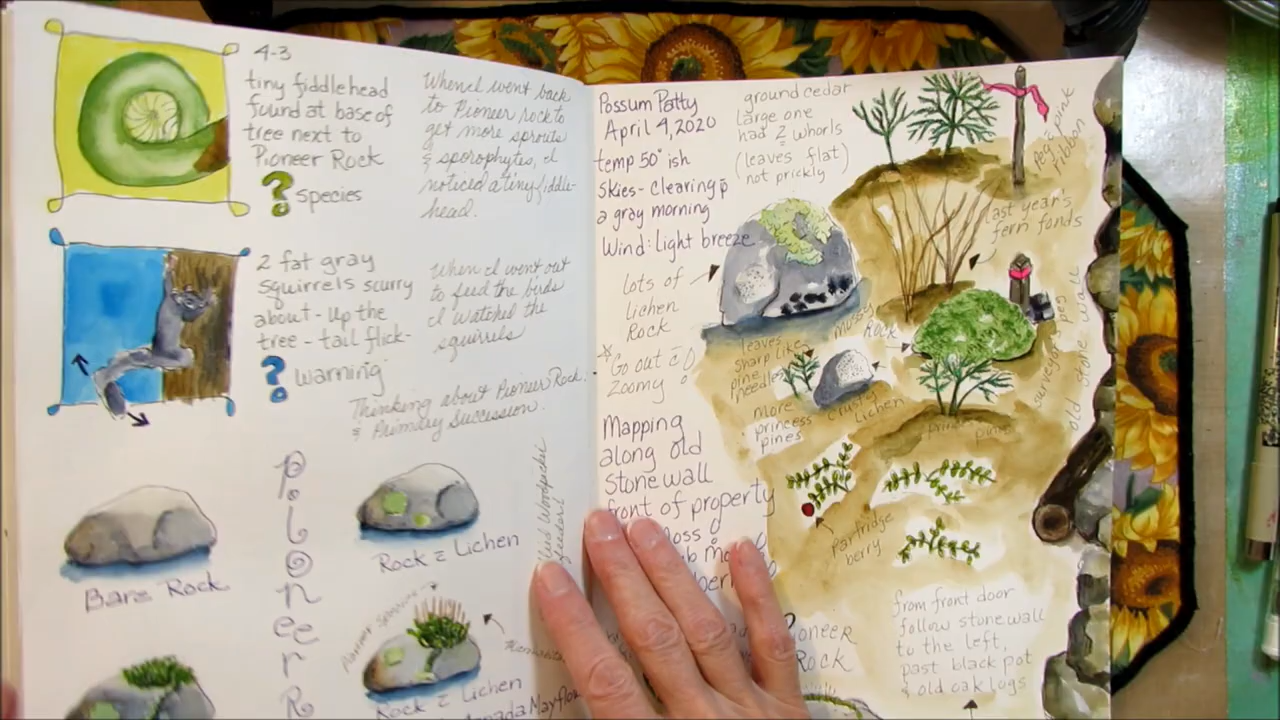 4-3
tiny fiddlehead
found at base of
tree next to
Pioneer Rock
? species
When I went back
to Pioneer rock to
get more sprouts
& sporophytes, I
noticed a tiny fiddle-
head.
2 fat gray
squirrels scurry
about - up the
tree - tail flick-
? warning
When I went out
to feed the birds
I watched the
squirrels
Thinking about Pioneer Rock.
& Primary Succession.
Pioneer R
Bare Rock
Rock Lichen
Rock Lichen
Possum Patty
April 4, 2020
temp 50° ish
skies - clearing p̄
a gray morning
Wind: light breeze
ground cedar
large one
had 2 whorls
(leaves flat)
not prickly
peg pink
ribbon
last year's
fern fonds
lots of
lichen
Rock
mossy
Rock
Go out c̄
Zoomy
leaves
sharp like
pine
needles
more
princess
pines
crusty
Lichen
surveyor peg
old stone wall
Mapping
along old
stone wall
front of property
Partridge
berry
Pioneer
Rock
from front door
follow stone wall
to the left,
past black pot
& old oak logs